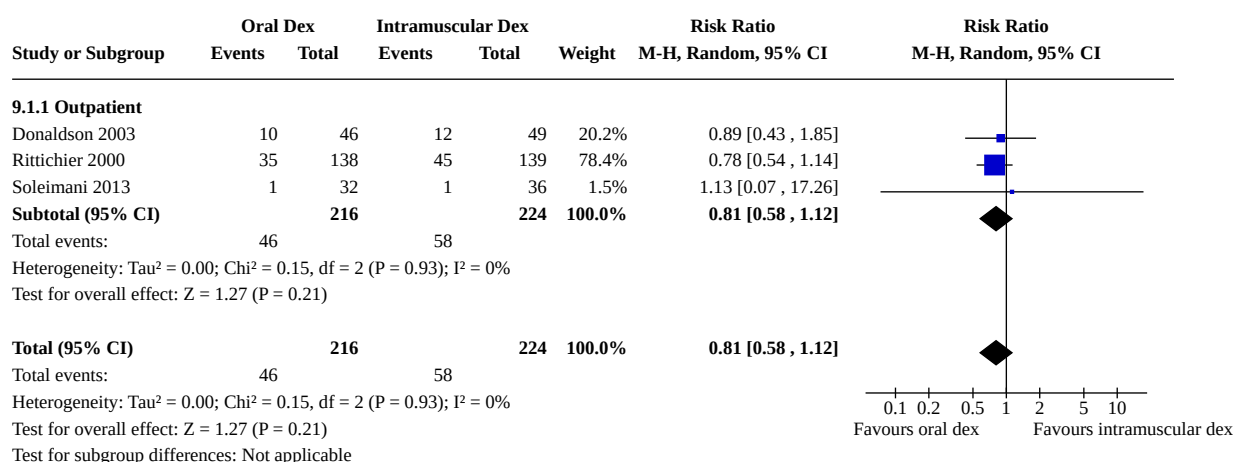 Oral Dex Intramuscular Dex Risk Ratio Risk Ratio
Study or Subgroup Events Total Events Total Weight M-H, Random, 95% CI M-H, Random, 95% CI
9.1.1 Outpatient
Donaldson 2003 10 46 12 49 20.2% 0.89 [0.43 , 1.85]
Rittichier 2000 35 138 45 139 78.4% 0.78 [0.54 , 1.14]
Soleimani 2013 1 32 1 36 1.5% 1.13 [0.07 , 17.26]
Subtotal (95% CI) 216 224 100.0% 0.81 [0.58 , 1.12]
Total events: 46 58
Heterogeneity: Tau² = 0.00; Chi² = 0.15, df = 2 (P = 0.93); I² = 0%
Test for overall effect: Z = 1.27 (P = 0.21)
Total (95% CI) 216 224 100.0% 0.81 [0.58 , 1.12]
Total events: 46 58
Heterogeneity: Tau² = 0.00; Chi² = 0.15, df = 2 (P = 0.93); I² = 0%
0.1 0.2 0.5 1 2 5 10
Test for overall effect: Z = 1.27 (P = 0.21) Favours oral dex Favours intramuscular dex
Test for subgroup differences: Not applicable